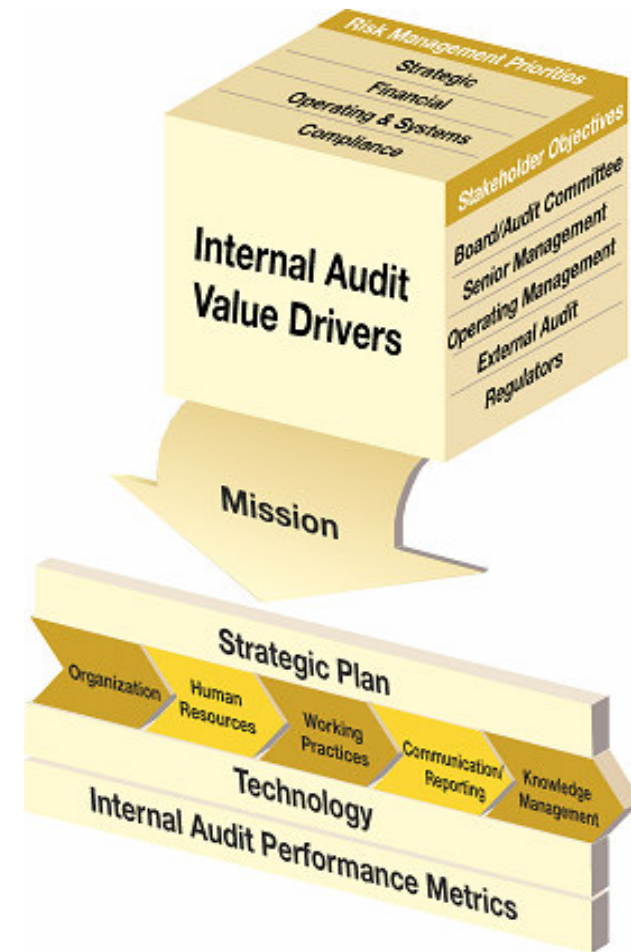 Risk Management Priorities
Strategic
Financial
Operating & Systems
Compliance
Stakeholder Objectives
Board/Audit Committee
Senior Management
Operating Management
External Audit
Regulators
Internal Audit
Value Drivers
Mission
Strategic Plan
Organization
Human
Resources
Working
Practices
Communication/
Reporting
Knowledge
Management
Technology
Internal Audit Performance Metrics